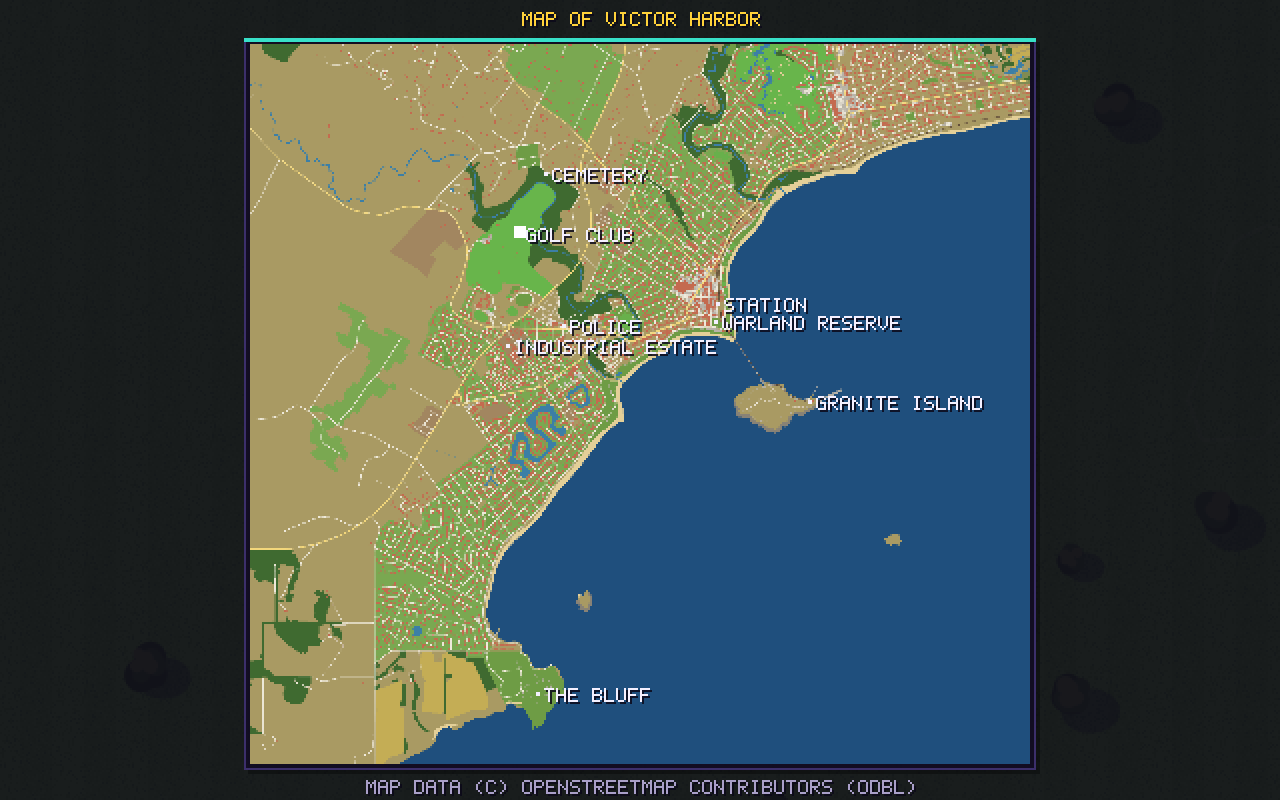 MAP OF VICTOR HARBOR
CEMETERY
GOLF CLUB
STATION
WARLAND RESERVE
POLICE
INDUSTRIAL ESTATE
GRANITE ISLAND
THE BLUFF
MAP DATA (C) OPENSTREETMAP CONTRIBUTORS (ODBL)